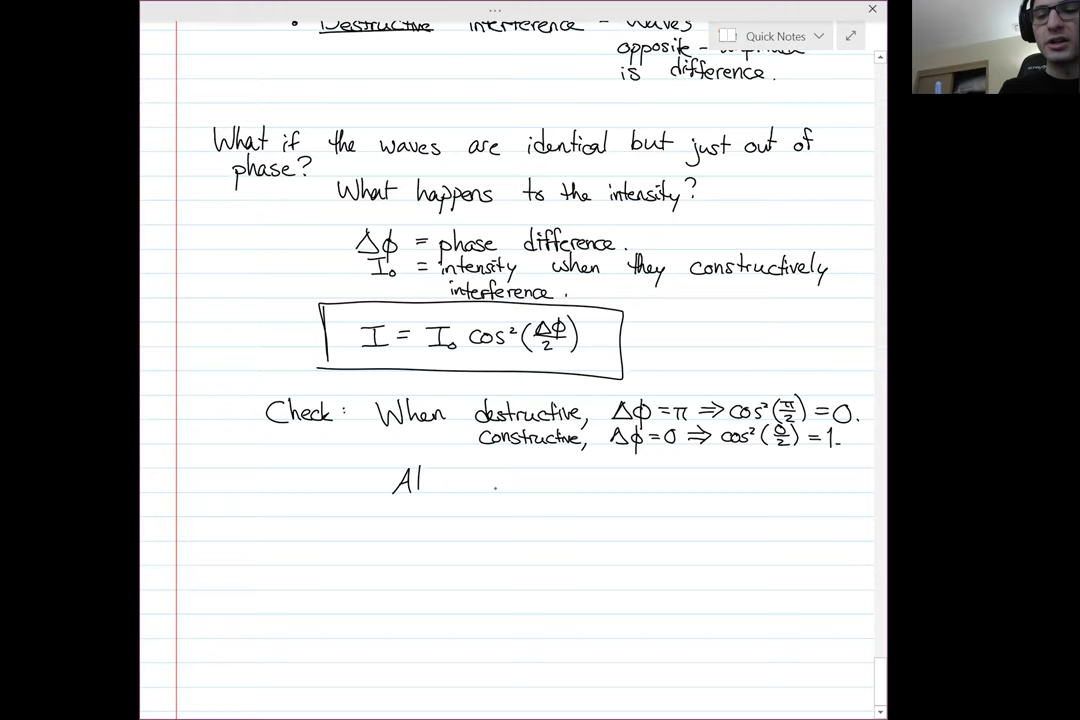 • Destructive interference - waves
Quick Notes
opposite -
is difference.
What if the waves are identical but just out of
phase?
What happens to the intensity?
Δϕ = phase difference.
I₀ = intensity when they constructively
interference.
I = I₀ cos²(Δϕ/2)
Check: When destructive, Δϕ = π ⇒ cos²(π/2) = 0.
constructive, Δϕ = 0 ⇒ cos²(0/2) = 1.
Al